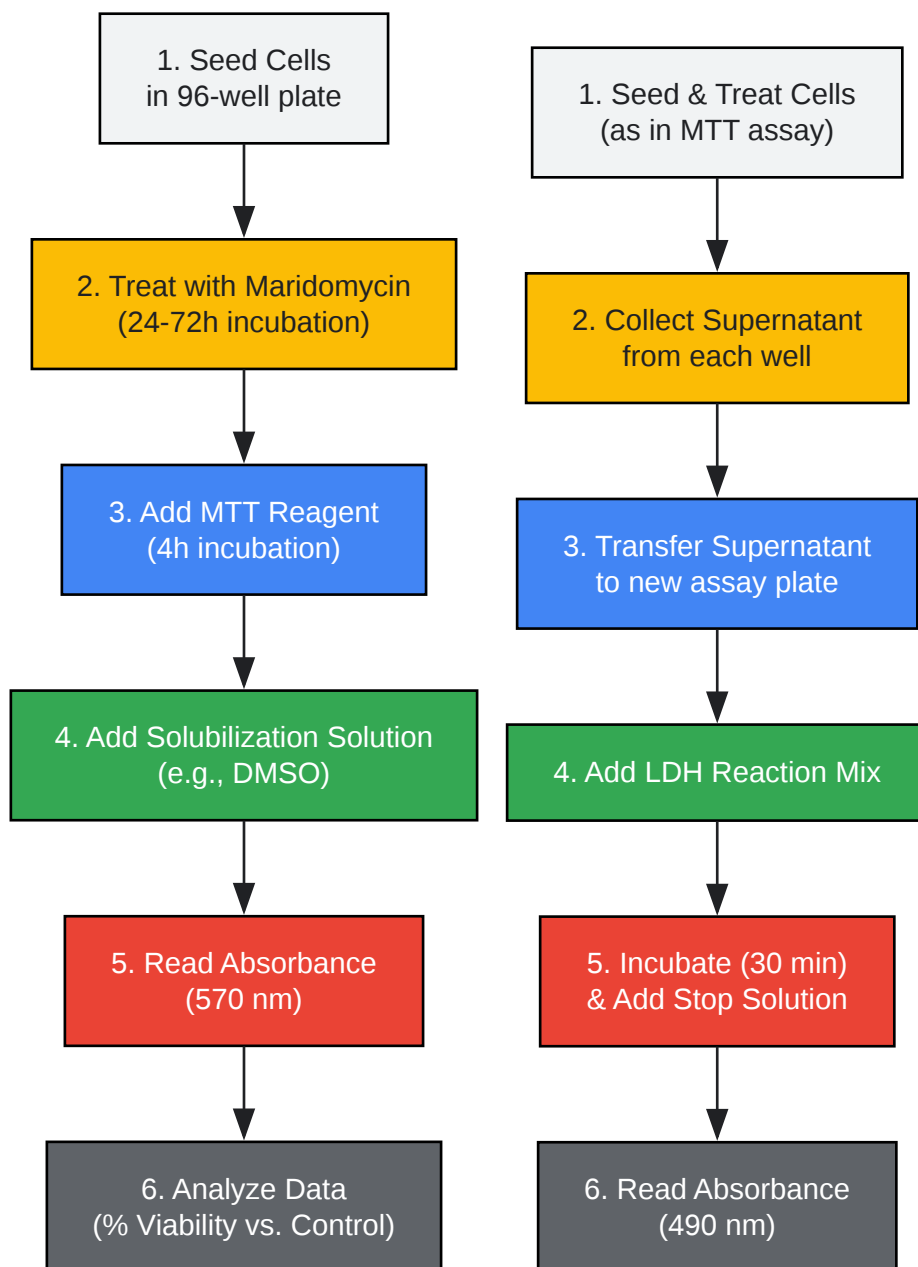 1. Seed Cells
in 96-well plate
2. Treat with Maridomycin
(24-72h incubation)
3. Add MTT Reagent
(4h incubation)
4. Add Solubilization Solution
(e.g., DMSO)
5. Read Absorbance
(570 nm)
6. Analyze Data
(% Viability vs. Control)
1. Seed & Treat Cells
(as in MTT assay)
2. Collect Supernatant
from each well
3. Transfer Supernatant
to new assay plate
4. Add LDH Reaction Mix
5. Incubate (30 min)
& Add Stop Solution
6. Read Absorbance
(490 nm)